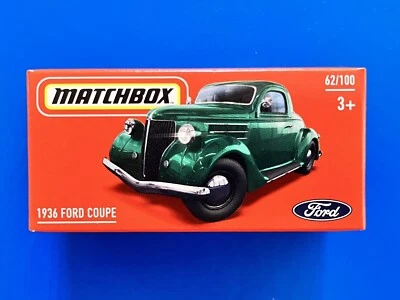 MATCHBOX
62/100
3+
1936 FORD COUPE
Ford